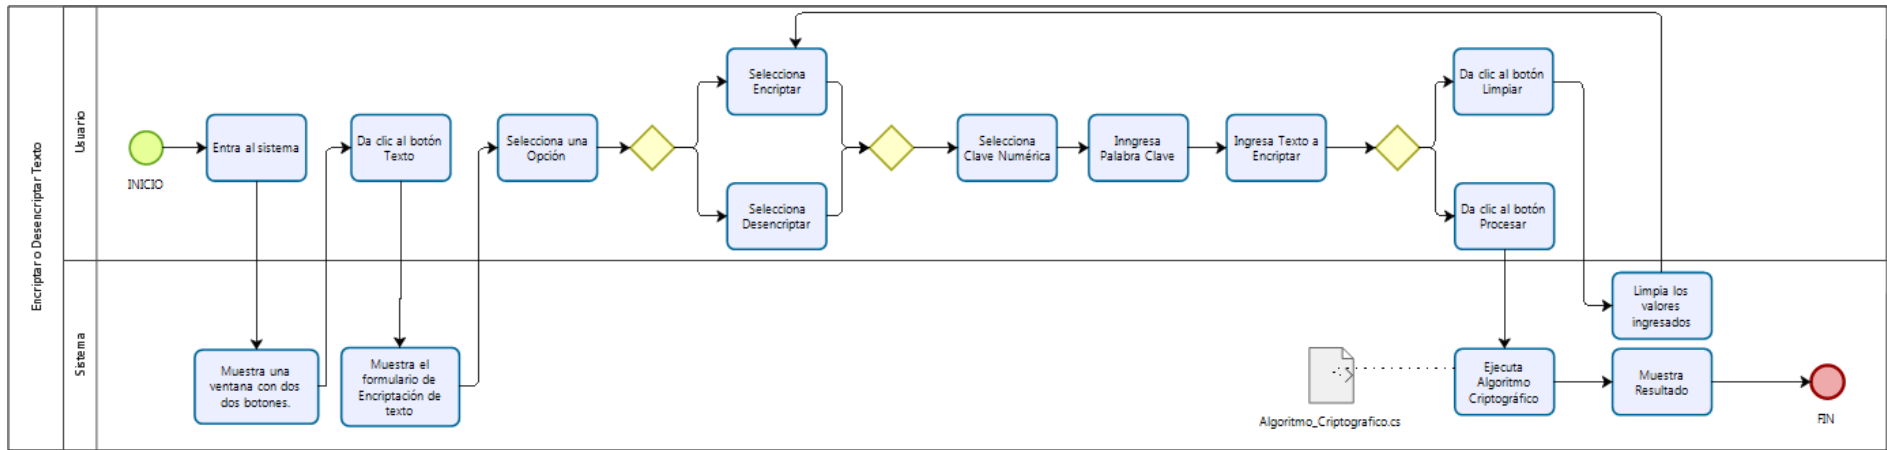 Encriptar o Desencriptar Texto
Usuario
INICIO
Entra al sistema
Da clic al botón
Texto
Selecciona una
Opción
Selecciona
Encriptar
Selecciona
Desencriptar
Selecciona
Clave Numérica
Inngresa
Palabra Clave
Ingresa Texto a
Encriptar
Da clic al botón
Limpiar
Da clic al botón
Procesar
Sistema
Muestra una
ventana con dos
dos botones.
Muestra el
formulario de
Encriptación de
texto
Algoritmo_Criptografico.cs
Ejecuta
Algoritmo
Criptográfico
Limpia los
valores
ingresados
Muestra
Resultado
FIN